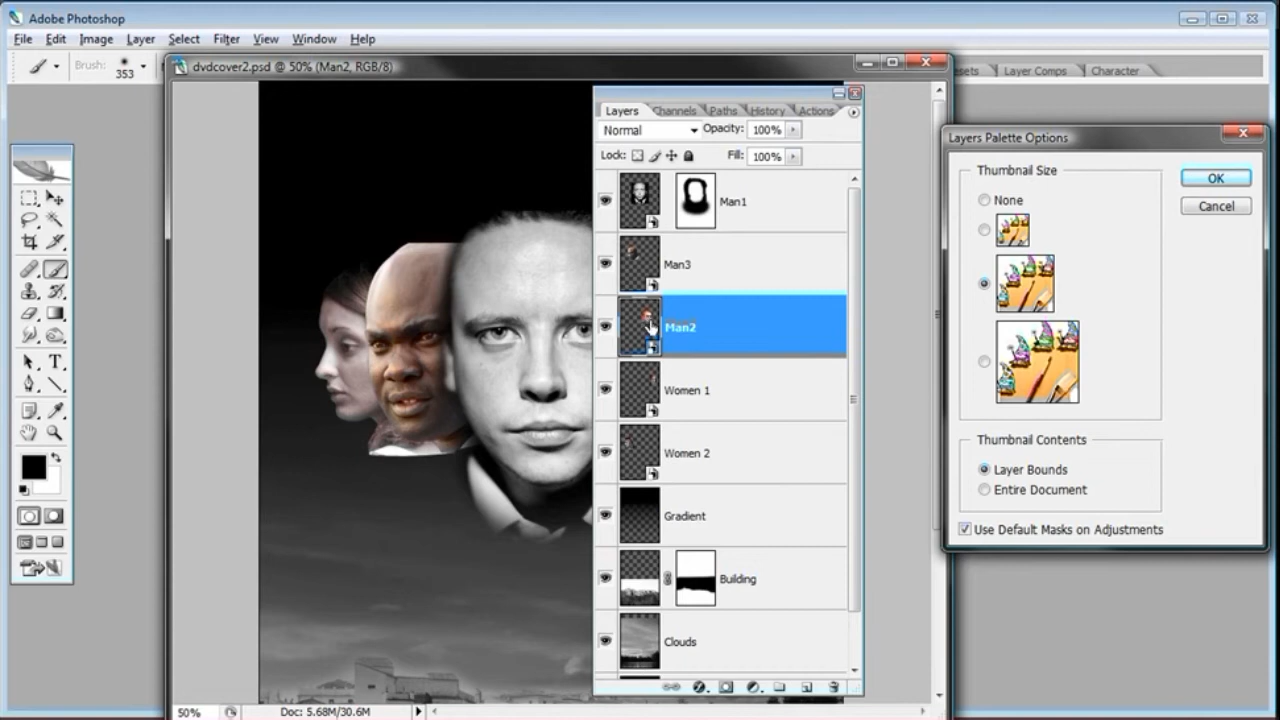 Adobe Photoshop
File Edit Image Layer Select Filter View Window Help
Brush:
353
Layer Comps Character
dvdcover2.psd @ 50% (Man2, RGB/8)
Layers Channels Paths History Actions
Normal Opacity: 100%
Lock: Fill: 100%
Man1
Man3
Man2
Women 1
Women 2
Gradient
Building
Clouds
50% Doc: 5.68M/30.6M
Layers Palette Options
Thumbnail Size
None
OK
Cancel
Thumbnail Contents
Layer Bounds
Entire Document
Use Default Masks on Adjustments